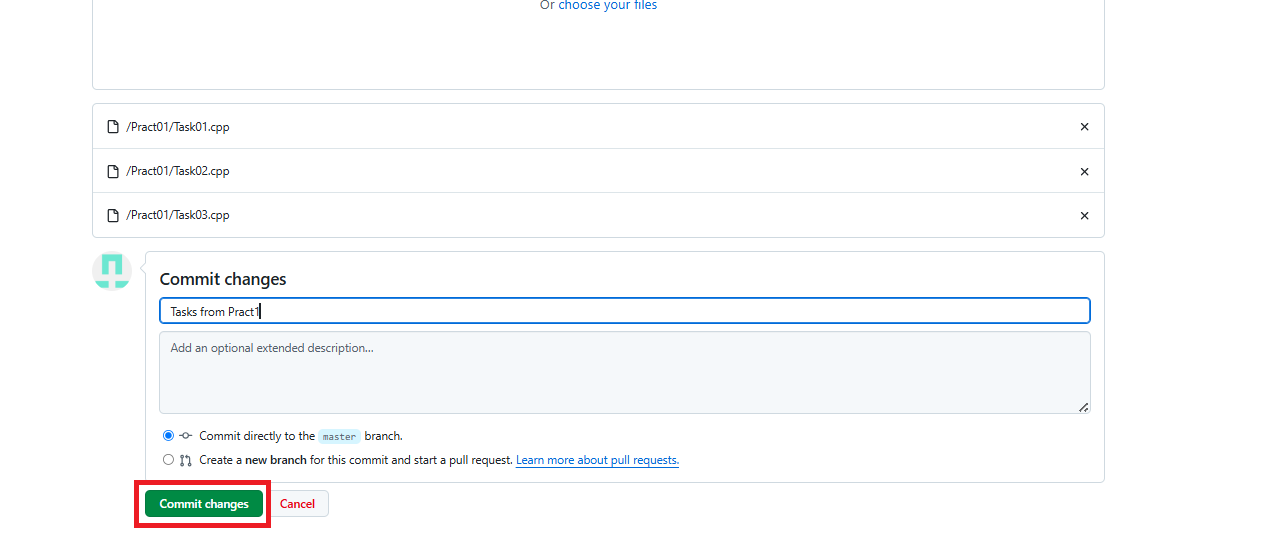 Or choose your files
/Pract01/Task01.cpp
/Pract01/Task02.cpp
/Pract01/Task03.cpp
Commit changes
Tasks from Pract1
Add an optional extended description...
Commit directly to the master branch.
Create a new branch for this commit and start a pull request. Learn more about pull requests.
Commit changes Cancel